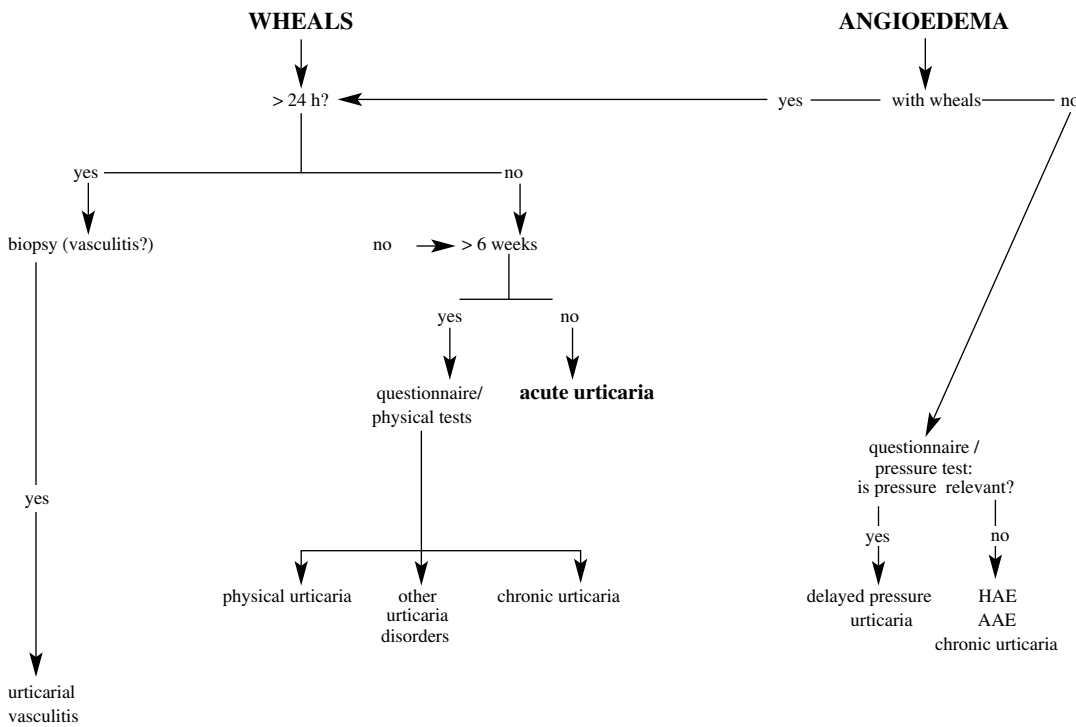 WHEALS
ANGIOEDEMA
> 24 h?
yes
with wheals
no
yes
no
biopsy (vasculitis?)
no
> 6 weeks
yes
no
questionnaire/
physical tests
acute urticaria
questionnaire /
pressure test:
is pressure relevant?
yes
yes
no
physical urticaria
other
urticaria
disorders
chronic urticaria
delayed pressure
urticaria
HAE
AAE
chronic urticaria
urticarial
vasculitis